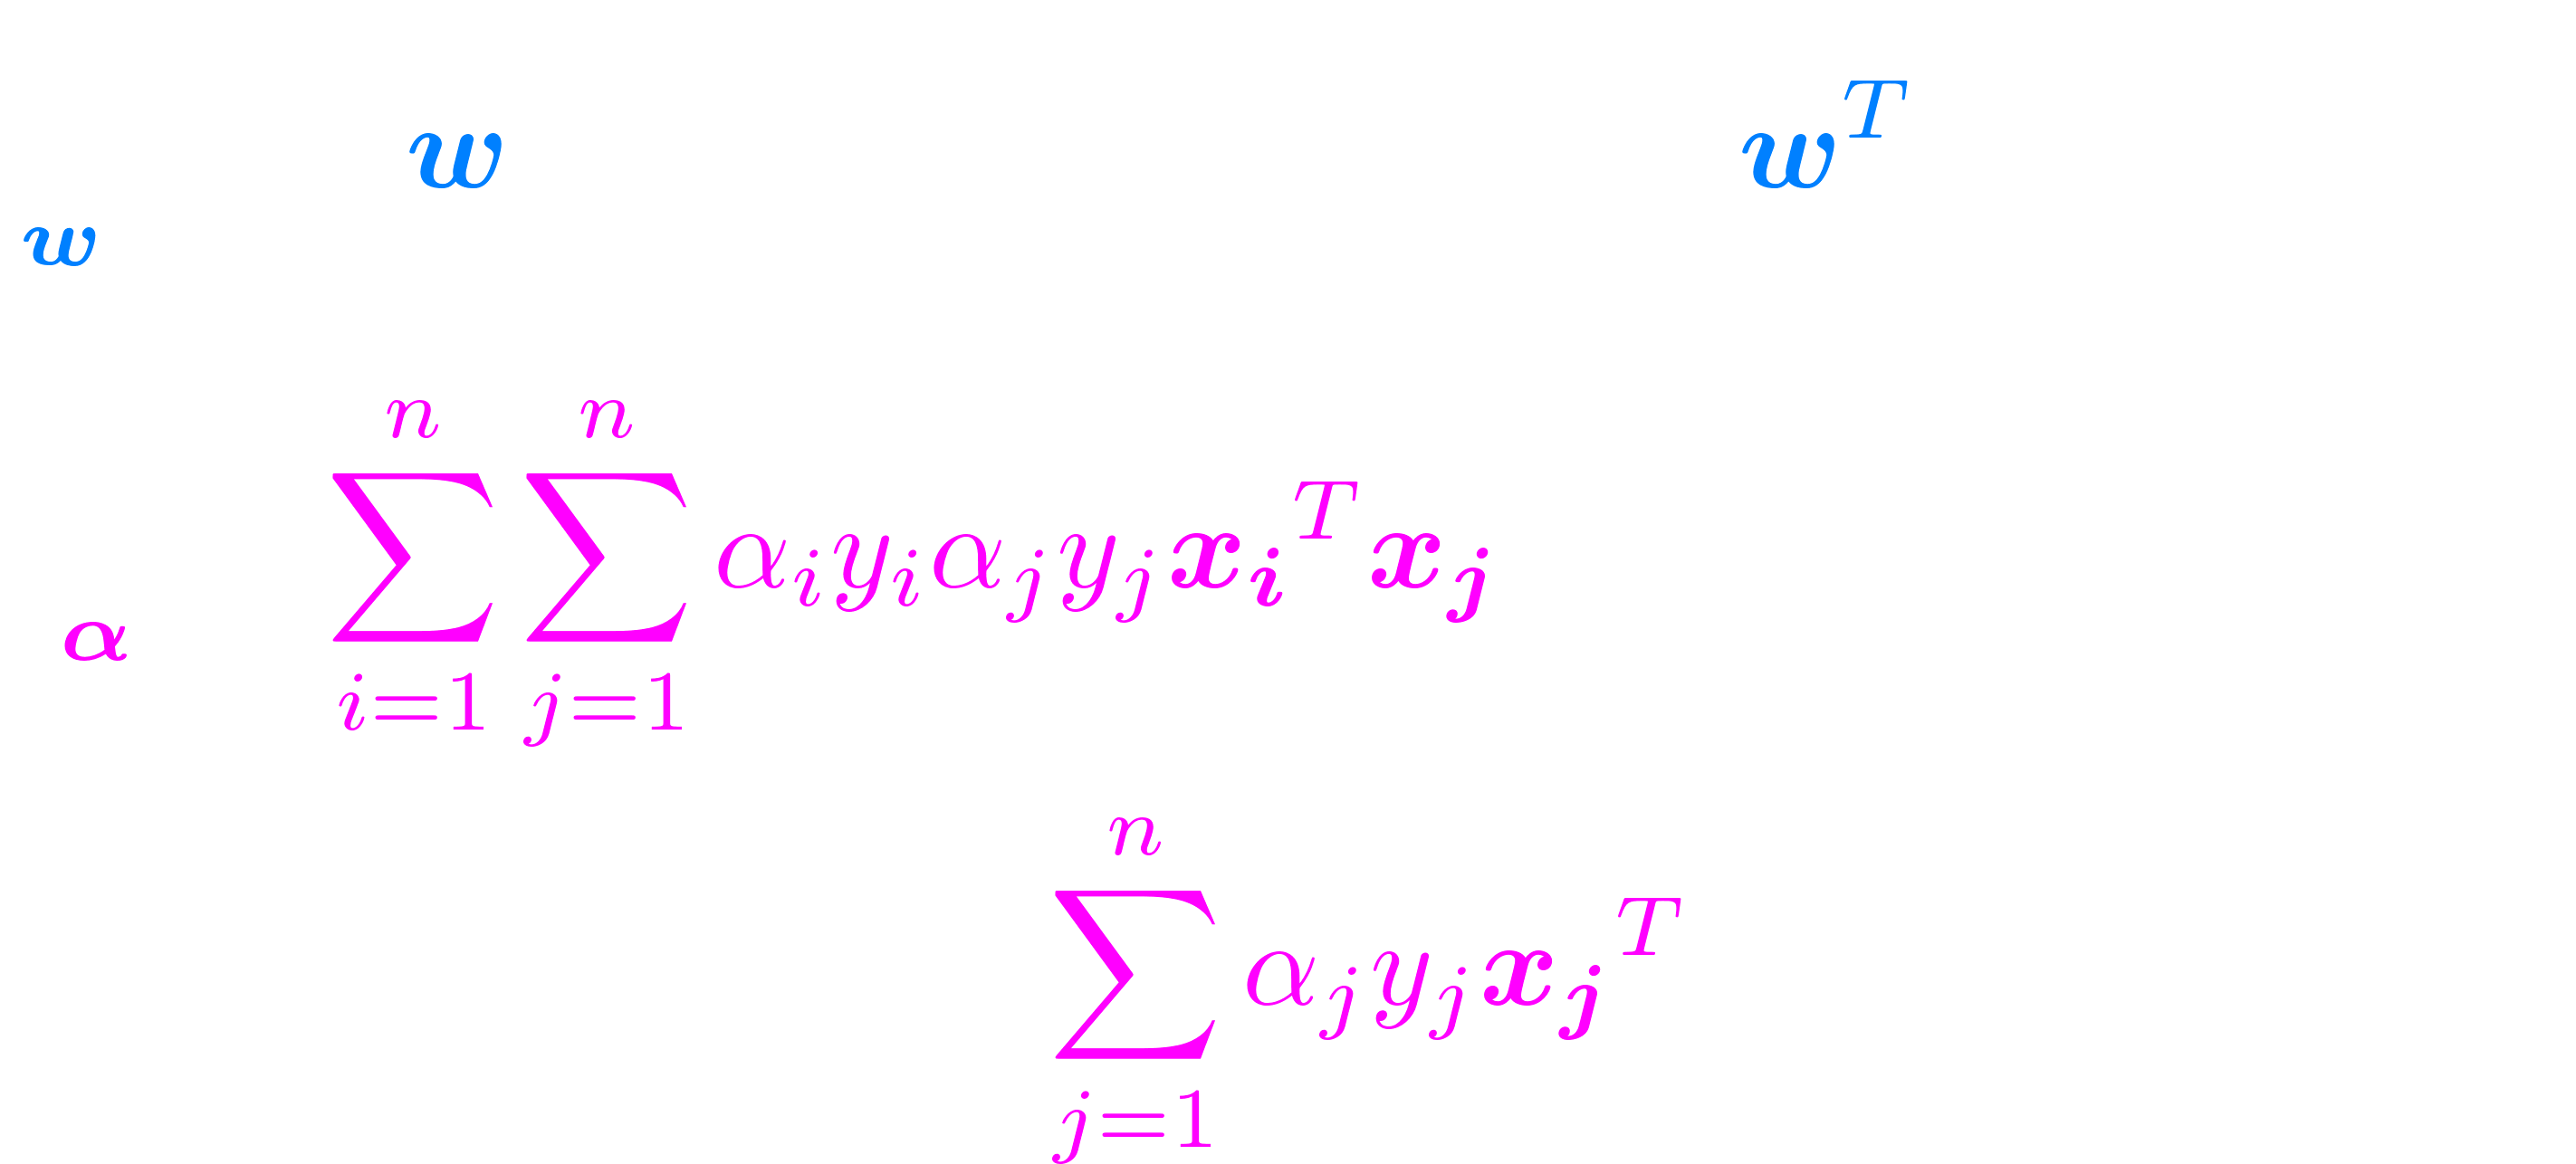 w w^T
w
∑_{i=1}^{n} ∑_{j=1}^{n} α_i y_i α_j y_j x_i^T x_j
α
∑_{j=1}^{n} α_j y_j x_j^T